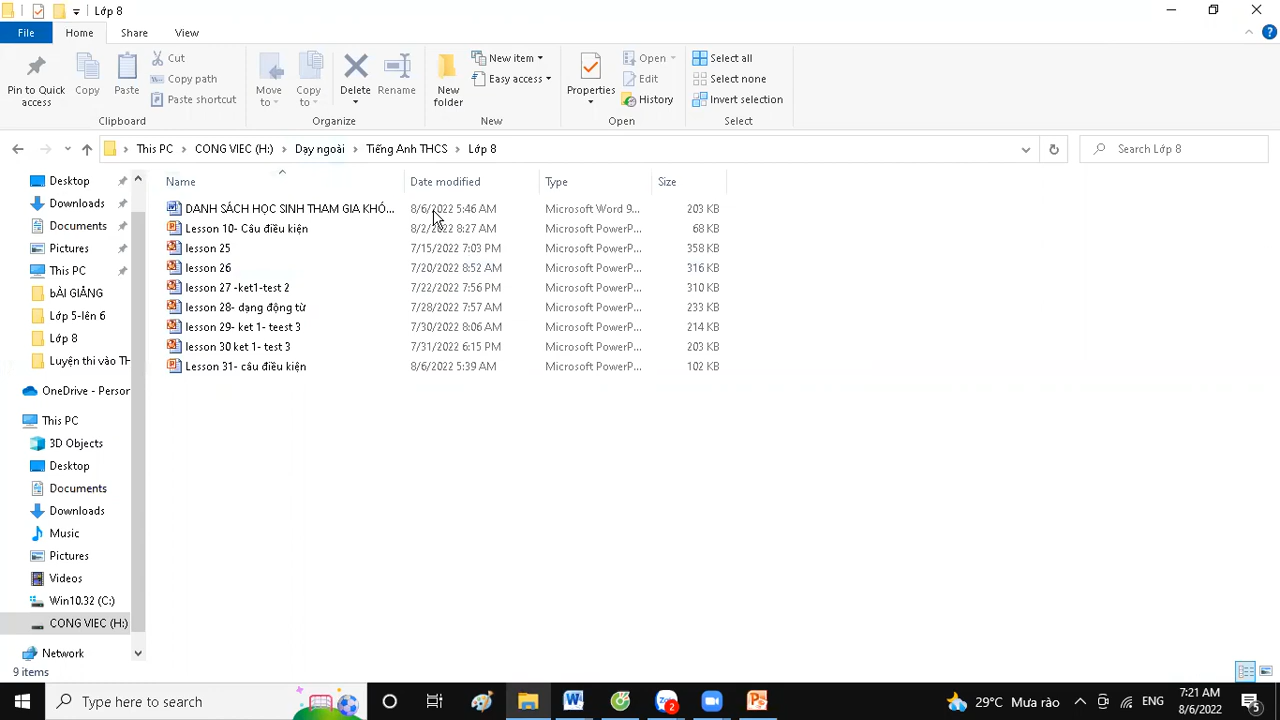 Lớp 8
File Home Share View
Pin to Quick access
Copy
Paste
Cut
Copy path
Paste shortcut
Clipboard
Move to
Copy to
Delete
Rename
Organize
New folder
New item
Easy access
New
Properties
Open
Edit
History
Open
Select all
Select none
Invert selection
Select
This PC > CONG VIEC (H:) > Dạy ngoài > Tiếng Anh THCS > Lớp 8
Search Lớp 8
Name Date modified Type Size
DANH SÁCH HỌC SINH THAM GIA KHÓ... 8/6/2022 5:46 AM Microsoft Word 9... 203 KB
Lesson 10- Câu điều kiện 8/2/2022 8:27 AM Microsoft PowerP... 68 KB
lesson 25 7/15/2022 7:03 PM Microsoft PowerP... 358 KB
lesson 26 7/20/2022 8:52 AM Microsoft PowerP... 316 KB
lesson 27 -ket1-test 2 7/22/2022 7:56 PM Microsoft PowerP... 310 KB
lesson 28- dạng động từ 7/28/2022 7:57 AM Microsoft PowerP... 233 KB
lesson 29- ket 1- teest 3 7/30/2022 8:06 AM Microsoft PowerP... 214 KB
lesson 30 ket 1- test 3 7/31/2022 6:15 PM Microsoft PowerP... 203 KB
Lesson 31- câu điều kiện 8/6/2022 5:39 AM Microsoft PowerP... 102 KB
Desktop
Downloads
Documents
Pictures
This PC
bÀI GIẢNG
Lớp 5-lên 6
Lớp 8
Luyện thi vào TH
OneDrive - Person
This PC
3D Objects
Desktop
Documents
Downloads
Music
Pictures
Videos
Win10.32 (C:)
CONG VIEC (H:)
Network
9 items
Type here to search
2
29°C Mưa rào
ENG
7:21 AM
8/6/2022
5